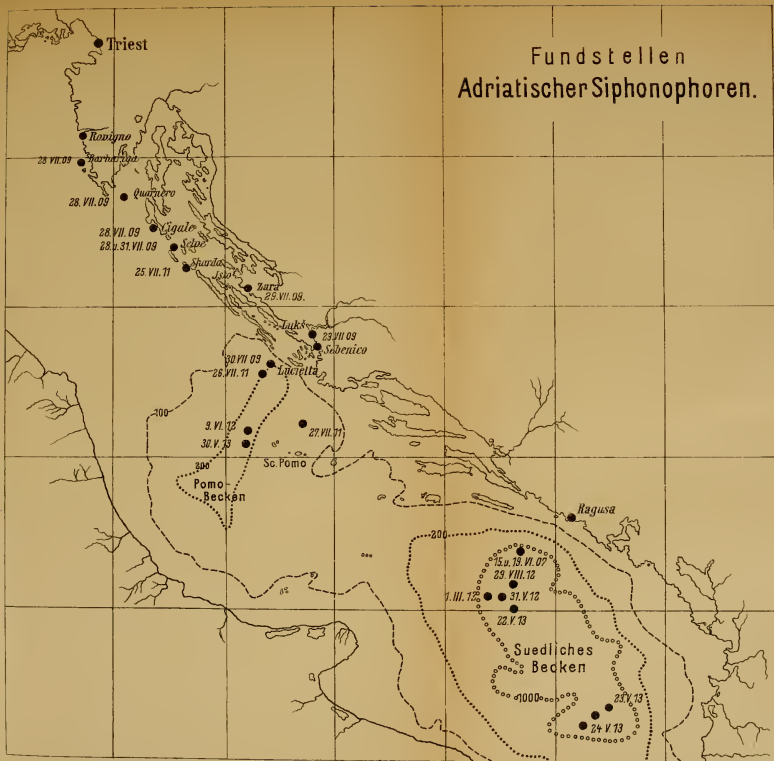 Fundstellen
Adriatischer Siphonophoren.
Triest
Rovigno
28 VII.09 Barbariga
Quarnero
28. VII. 09
Cigale
28. VII. 09
Selve
28. u. 31. VII. 09
Skarda
25. VII. 11
Isto
Zara
29. VII. 09.
Lukš
23. VII 09
Sebenico
30. VII 09
Lucietta
26. VII. 11
100
9. VI. 12
27. VII. 11
30. V. 13
200
Sc. Pomo
Pomo-
Becken
Ragusa
200
15. u. 19. VI. 07
29. VIII. 12
1. III. 12
31. V. 12
22. V. 13
Suedliches
Becken
1000
23. V. 13
24 V. 13